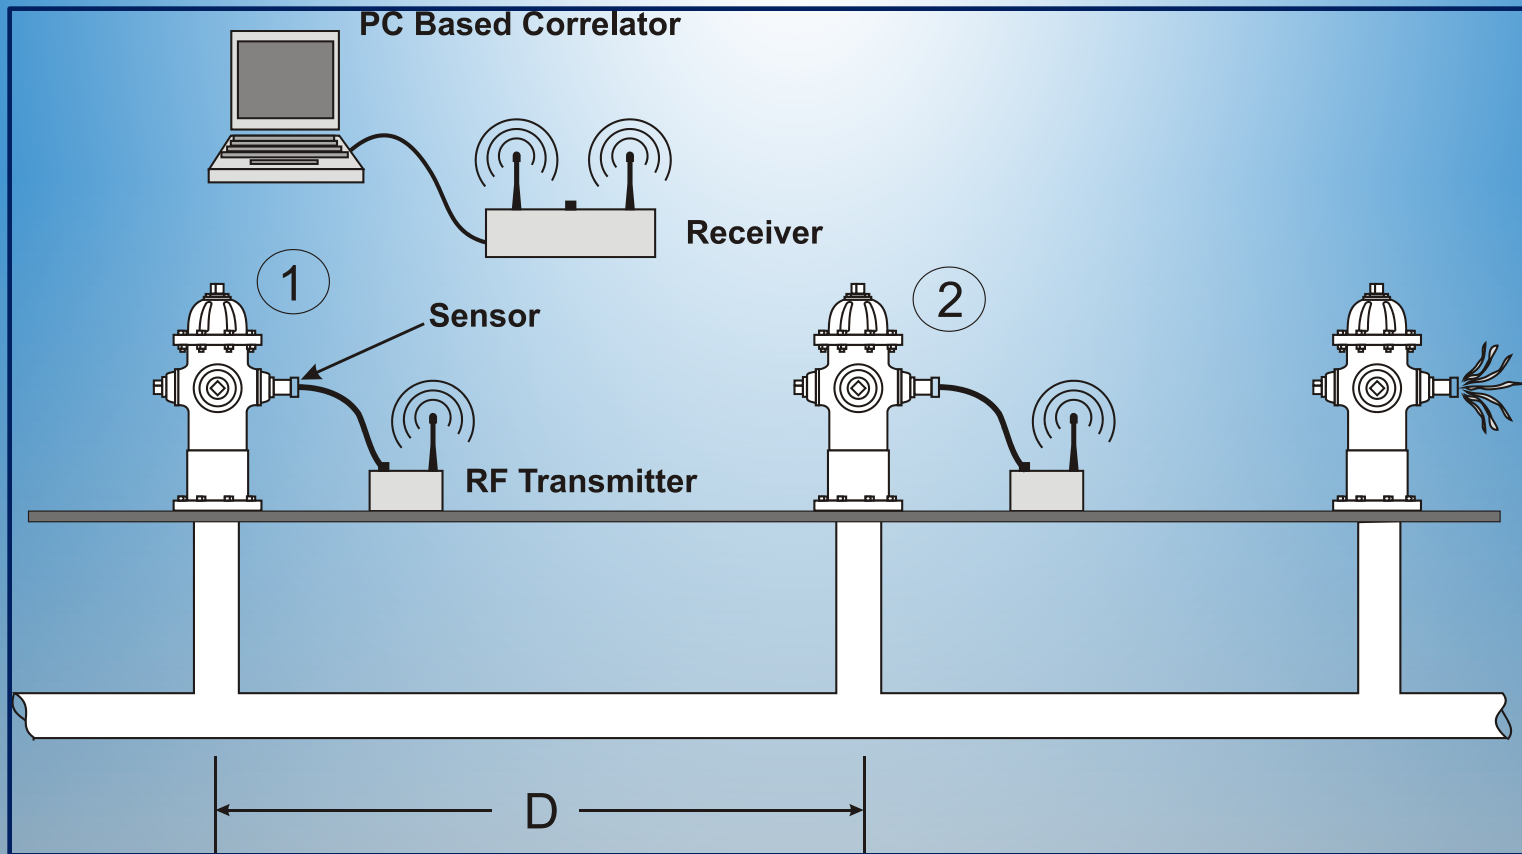 PC Based Correlator
Receiver
1
Sensor
2
RF Transmitter
D